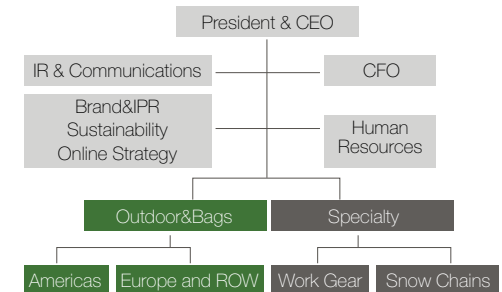 President & CEO
IR & Communications
CFO
Brand&IPR
Sustainability
Online Strategy
Human
Resources
Outdoor&Bags
Specialty
Americas
Europe and ROW
Work Gear
Snow Chains